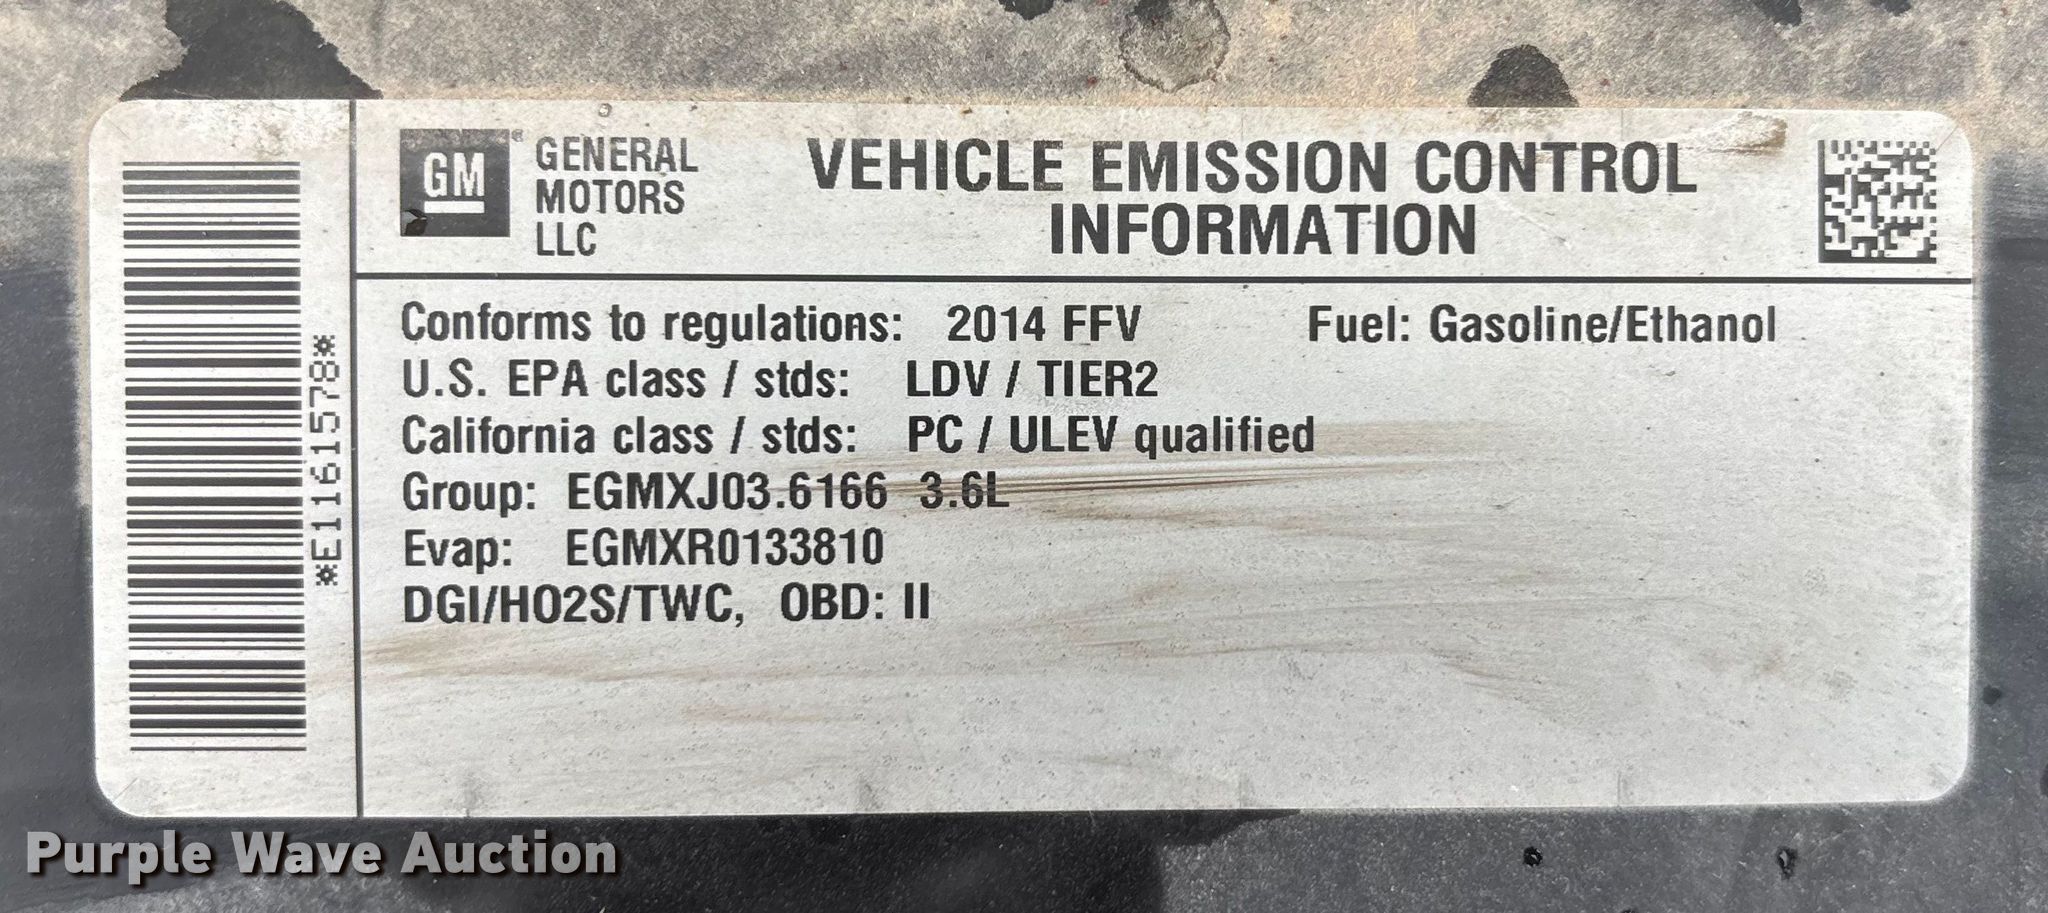 *E1161578*
GM®
GENERAL
MOTORS
LLC
VEHICLE EMISSION CONTROL
INFORMATION
Conforms to regulations: 2014 FFV Fuel: Gasoline/Ethanol
U.S. EPA class / stds: LDV / TIER2
California class / stds: PC / ULEV qualified
Group: EGMXJ03.6166 3.6L
Evap: EGMXR0133810
DGI/HO2S/TWC, OBD: II
Purple Wave Auction